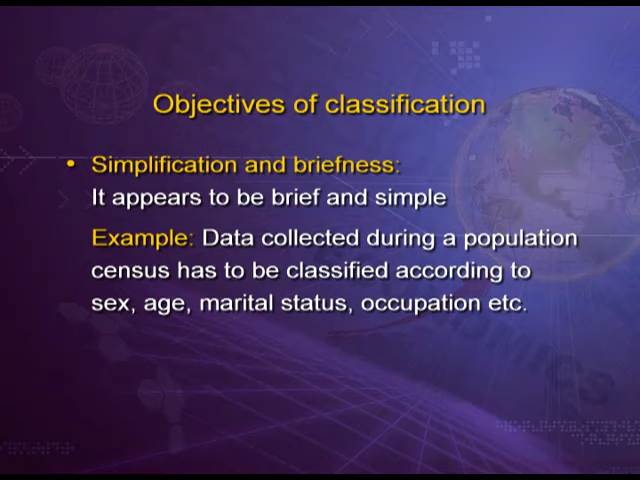 Objectives of classification
• Simplification and briefness:
It appears to be brief and simple
Example: Data collected during a population
census has to be classified according to
sex, age, marital status, occupation etc.